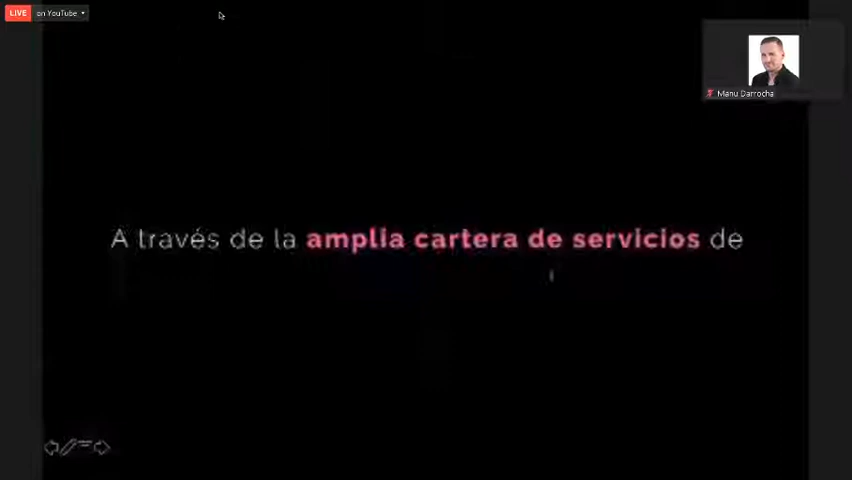 LIVE on YouTube
Manu Darrocha
A través de la amplia cartera de servicios de